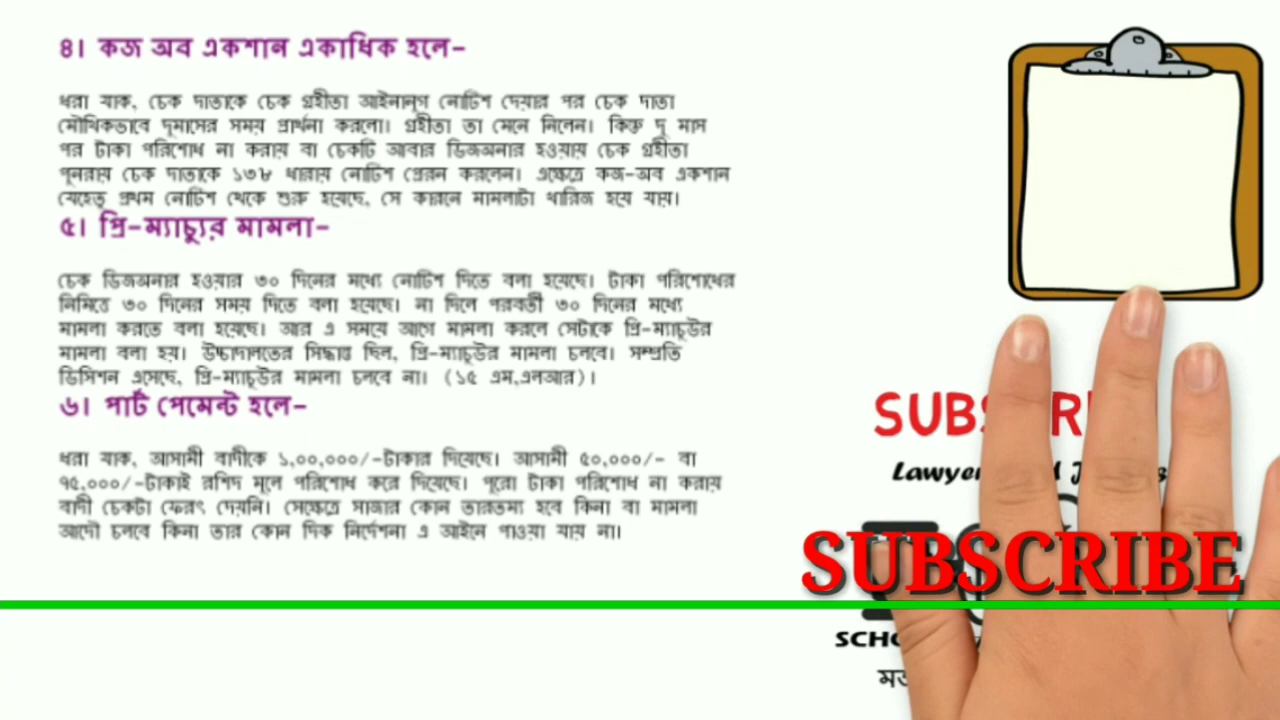 ৪। কজ অব একশান একাধিক হলে-
ধরা যাক, চেক দাতাকে চেক গ্রহীতা আইনানুগ নোটিশ দেয়ার পর চেক দাতা
মৌখিকভাবে দুমাসের সময় প্রার্থনা করলো। গ্রহীতা তা মেনে নিলেন। কিন্তু দু মাস
পর টাকা পরিশোধ না করায় বা চেকটি আবার ডিজঅনার হওয়ায় চেক গ্রহীতা
পুনরায় চেক দাতাকে ১৩৮ ধারায় নোটিশ প্রেরন করলেন। এক্ষেত্রে কজ-অব একশান
যেহেতু প্রথম নোটিশ থেকে শুরু হয়েছে, সে কারনে মামলাটা খারিজ হয়ে যায়।
৫। প্রি-ম্যাচ্যুর মামলা-
চেক ডিজঅনার হওয়ার ৩০ দিনের মধ্যে নোটিশ দিতে বলা হয়েছে। টাকা পরিশোধের
নিমিত্তে ৩০ দিনের সময় দিতে বলা হয়েছে। না দিলে পরবর্তী ৩০ দিনের মধ্যে
মামলা করতে বলা হয়েছে। আর এ সময়ে আগে মামলা করলে সেটাকে প্রি-ম্যাচুউর
মামলা বলা হয়। উচ্চাদালতের সিদ্ধান্ত ছিল, প্রি-ম্যাচুউর মামলা চলবে। সম্প্রতি
ডিসিশন এসেছে, প্রি-ম্যাচুউর মামলা চলবে না। (১৫ এম,এলআর)।
৬। পার্ট পেমেন্ট হলে-
ধরা যাক, আসামী বাদীকে ১,০০,০০০/-টাকার দিয়েছে। আসামী ৫০,০০০/- বা
৭৫,০০০/-টাকাই রশিদ মূলে পরিশোধ করে দিয়েছে। পুরো টাকা পরিশোধ না করায়
বাদী চেকটা ফেরৎ দেয়নি। সেক্ষেত্রে সাজার কোন তারতম্য হবে কিনা বা মামলা
আদৌ চলবে কিনা তার কোন দিক নির্দেশনা এ আইনে পাওয়া যায় না।
SUBSCRIBE